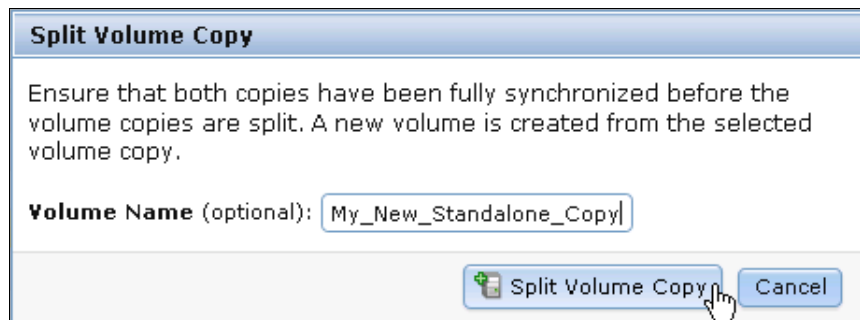 Split Volume Copy
Ensure that both copies have been fully synchronized before the
volume copies are split. A new volume is created from the selected
volume copy.
Volume Name (optional): My_New_Standalone_Copy
Split Volume Copy Cancel